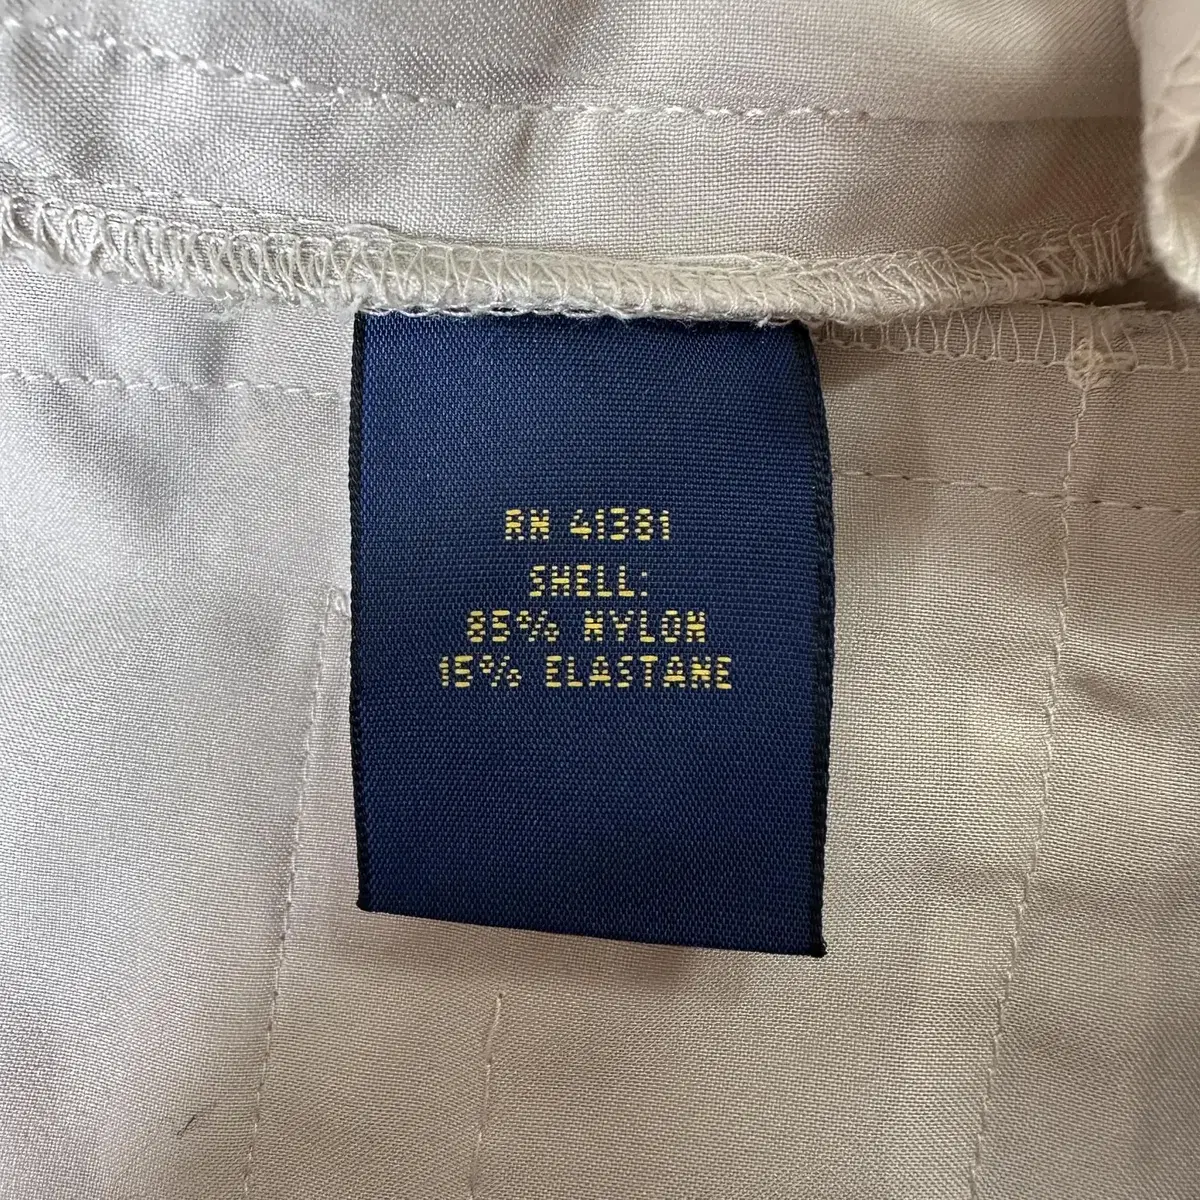 RN 41381
SHELL:
85% NYLON
15% ELASTANE